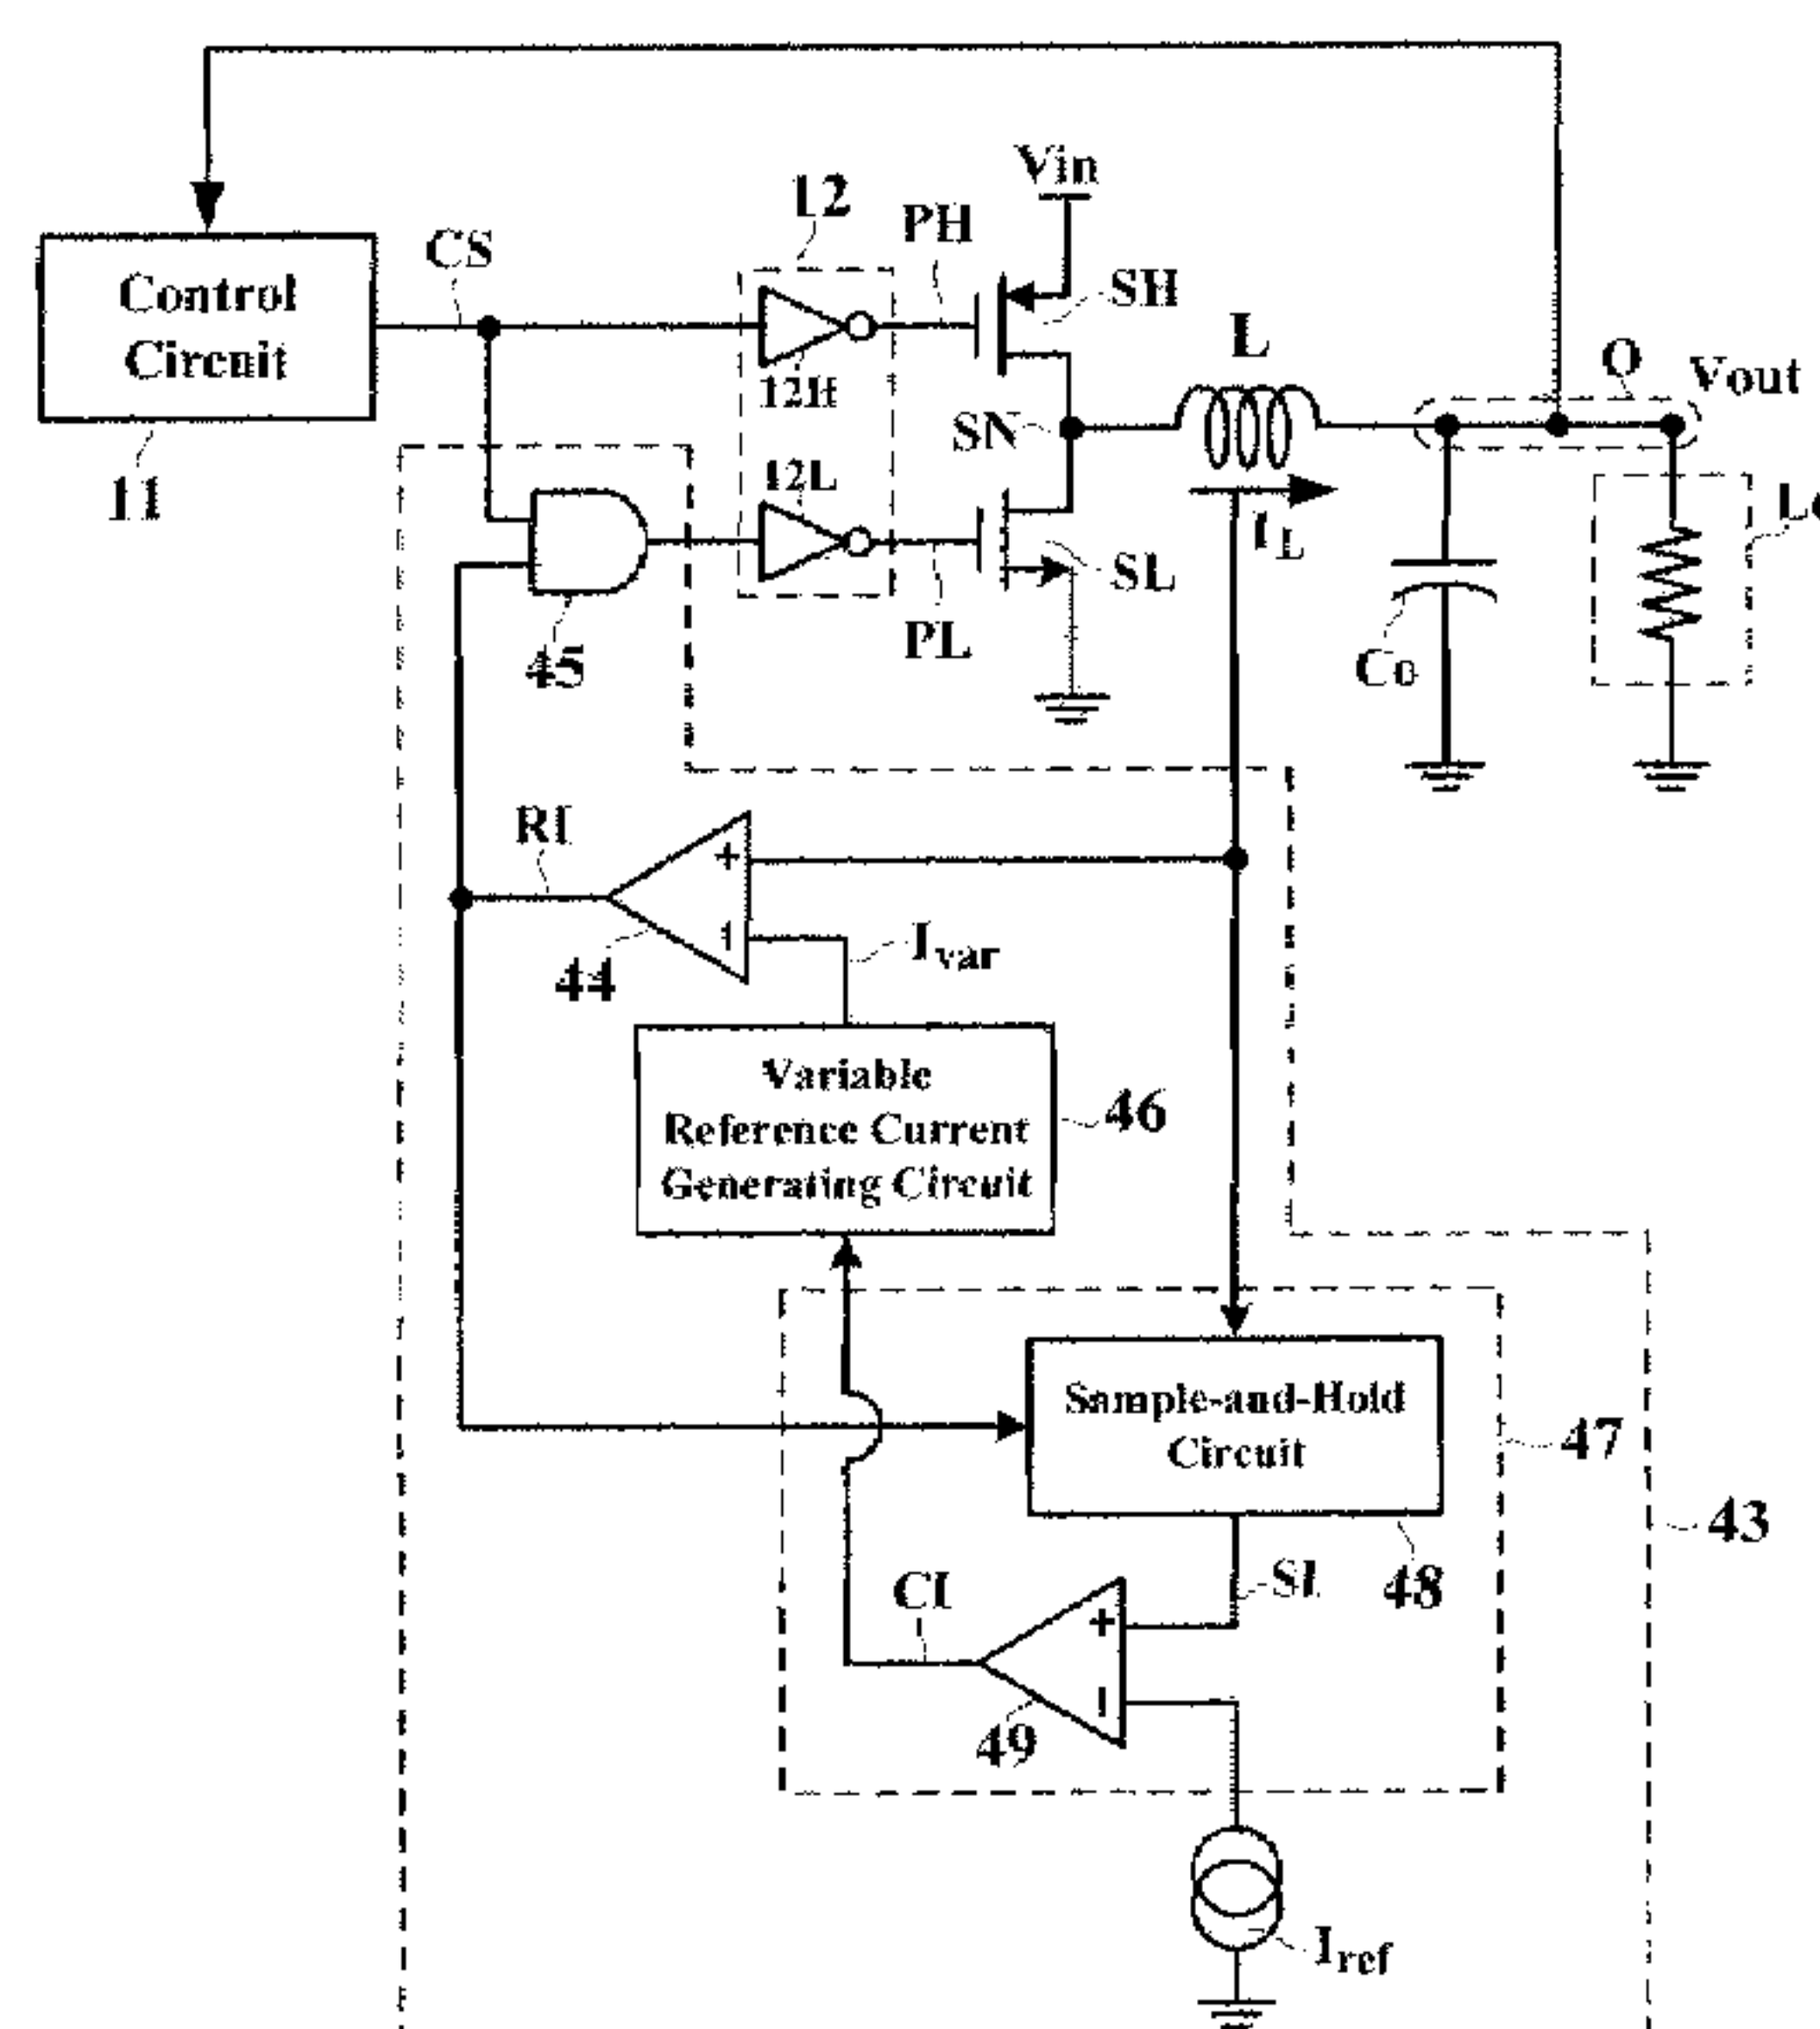 Vin
12
PH
CS
SH
Control
Circuit
12H
L
O
Vout
SN
12L
11
IL
SL
45
PL
Co
RI
+
Ivar
44
Variable
Reference Current
Generating Circuit
46
Sample-and-Hold
Circuit
47
43
SI
48
CI
+
49
Iref